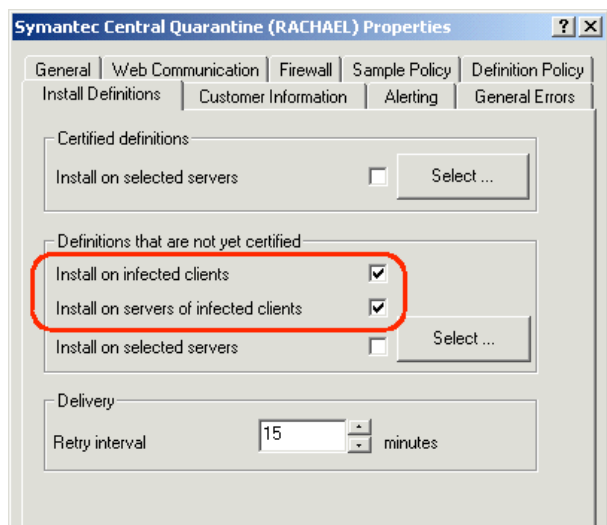 Symantec Central Quarantine (RACHAEL) Properties
General Web Communication Firewall Sample Policy Definition Policy
Install Definitions Customer Information Alerting General Errors
Certified definitions
Install on selected servers Select ...
Definitions that are not yet certified
Install on infected clients
Install on servers of infected clients
Install on selected servers Select ...
Delivery
Retry interval 15 minutes